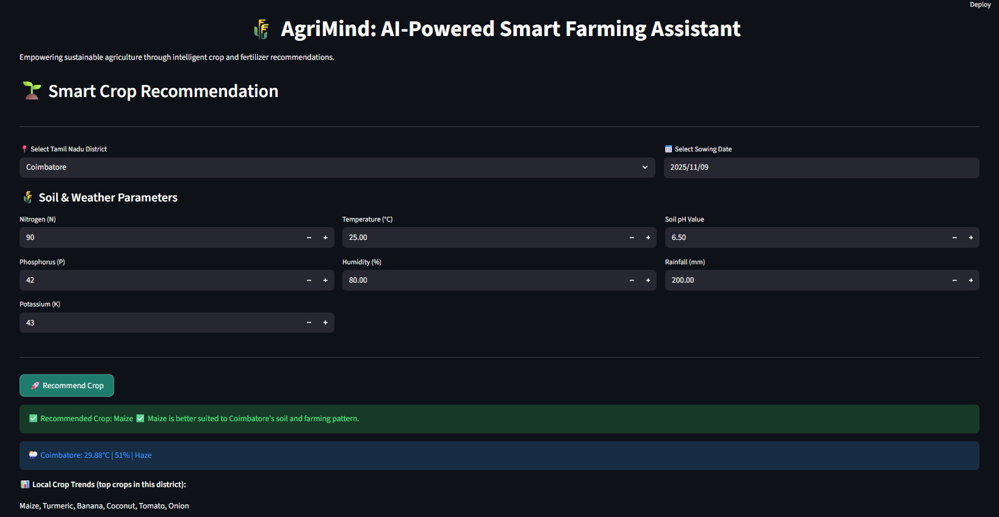 Deploy
AgriMind: AI-Powered Smart Farming Assistant
Empowering sustainable agriculture through intelligent crop and fertilizer recommendations.
Smart Crop Recommendation
Select Tamil Nadu District
Select Sowing Date
Coimbatore
2025/11/09
Soil & Weather Parameters
Nitrogen (N)
Temperature (°C)
Soil pH Value
90
25.00
6.50
Phosphorus (P)
Humidity (%)
Rainfall (mm)
42
80.00
200.00
Potassium (K)
43
Recommend Crop
Recommended Crop: Maize ✅ Maize is better suited to Coimbatore's soil and farming pattern.
Coimbatore: 29.88°C | 51% | Haze
Local Crop Trends (top crops in this district):
Maize, Turmeric, Banana, Coconut, Tomato, Onion